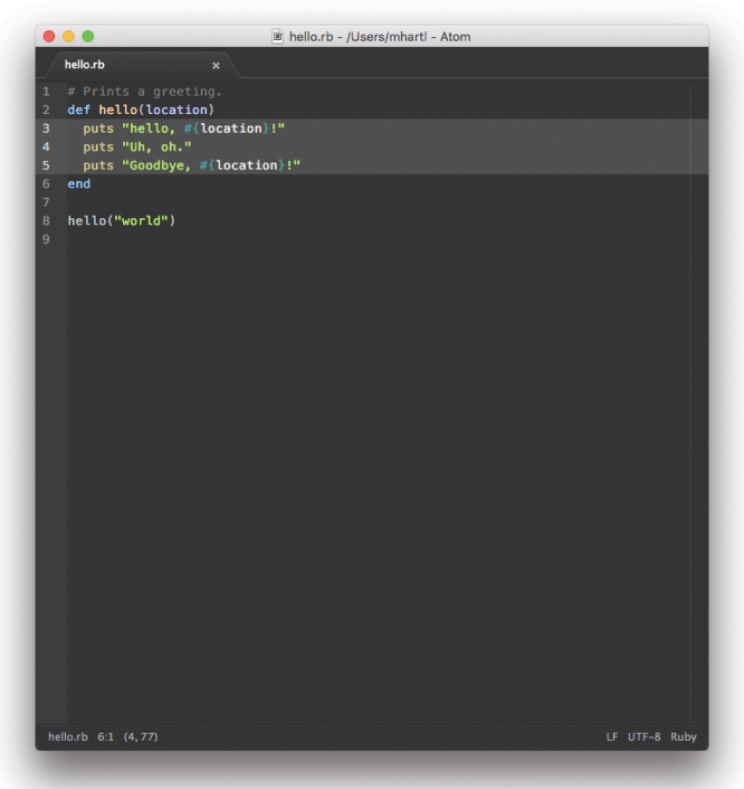 hello.rb - /Users/mhartl - Atom
hello.rb ×
1 # Prints a greeting.
2 def hello(location)
3   puts "hello, #{location}!"
4   puts "Uh, oh."
5   puts "Goodbye, #{location}!"
6 end
7
8 hello("world")
9
hello.rb 6:1 (4, 77) LF UTF-8 Ruby